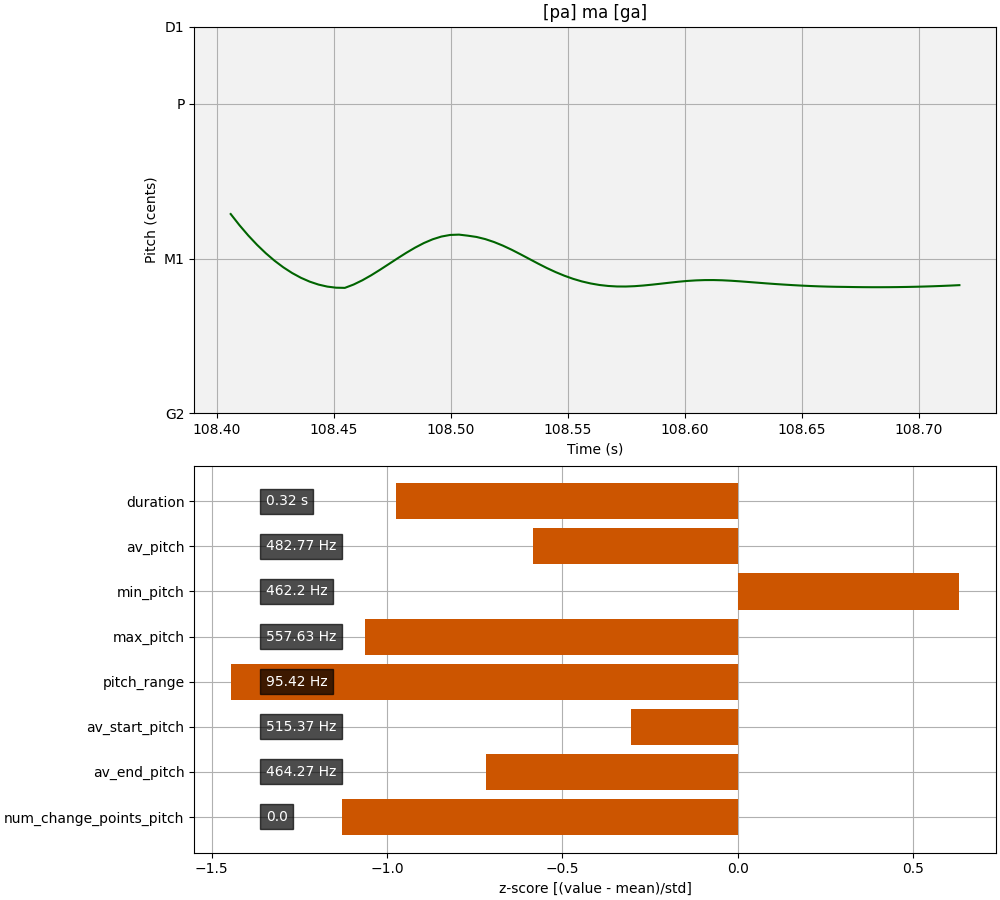 [pa] ma [ga]
D1
P
M1
G2
Pitch (cents)
108.40 108.45 108.50 108.55 108.60 108.65 108.70
Time (s)
duration 0.32 s
av_pitch 482.77 Hz
min_pitch 462.2 Hz
max_pitch 557.63 Hz
pitch_range 95.42 Hz
av_start_pitch 515.37 Hz
av_end_pitch 464.27 Hz
num_change_points_pitch 0.0
−1.5 −1.0 −0.5 0.0 0.5
z-score [(value - mean)/std]